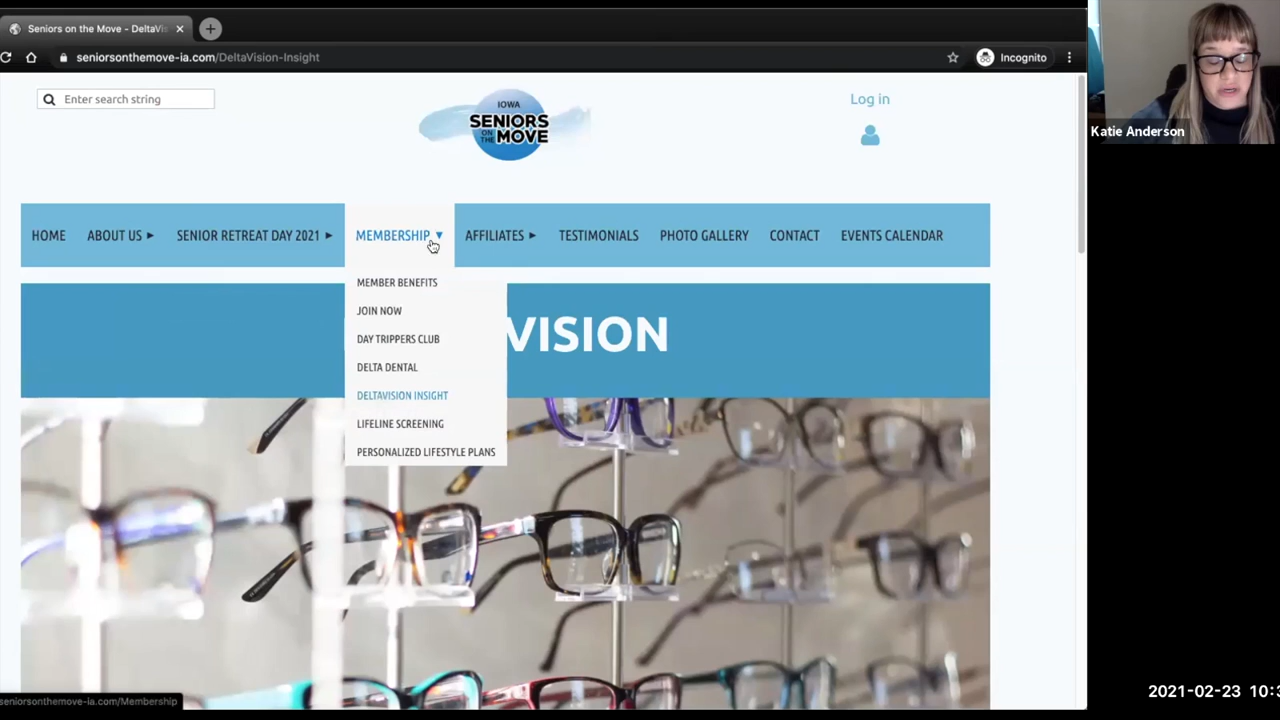 Seniors on the Move - DeltaVis
seniorsonthemove-ia.com/DeltaVision-Insight
Incognito
Enter search string
IOWA
SENIORS
ON THE
MOVE
Log in
Katie Anderson
HOME
ABOUT US
SENIOR RETREAT DAY 2021
MEMBERSHIP
AFFILIATES
TESTIMONIALS
PHOTO GALLERY
CONTACT
EVENTS CALENDAR
MEMBER BENEFITS
JOIN NOW
DAY TRIPPERS CLUB
DELTA DENTAL
DELTAVISION INSIGHT
LIFELINE SCREENING
PERSONALIZED LIFESTYLE PLANS
VISION
seniorsonthemove-ia.com/Membership
2021-02-23 10:3